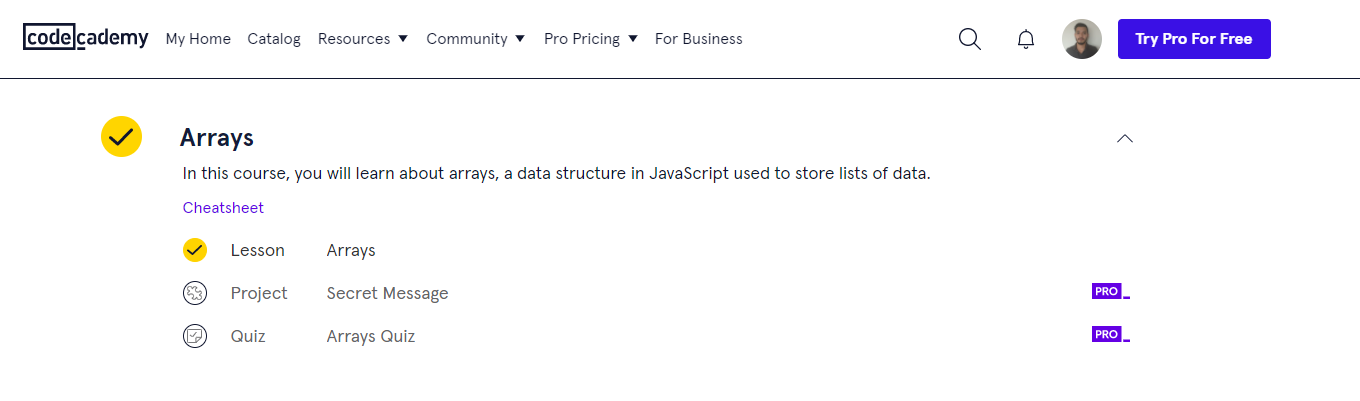 codecademy My Home Catalog Resources Community Pro Pricing For Business Try Pro For Free
Arrays
In this course, you will learn about arrays, a data structure in JavaScript used to store lists of data.
Cheatsheet
Lesson Arrays
Project Secret Message PRO
Quiz Arrays Quiz PRO